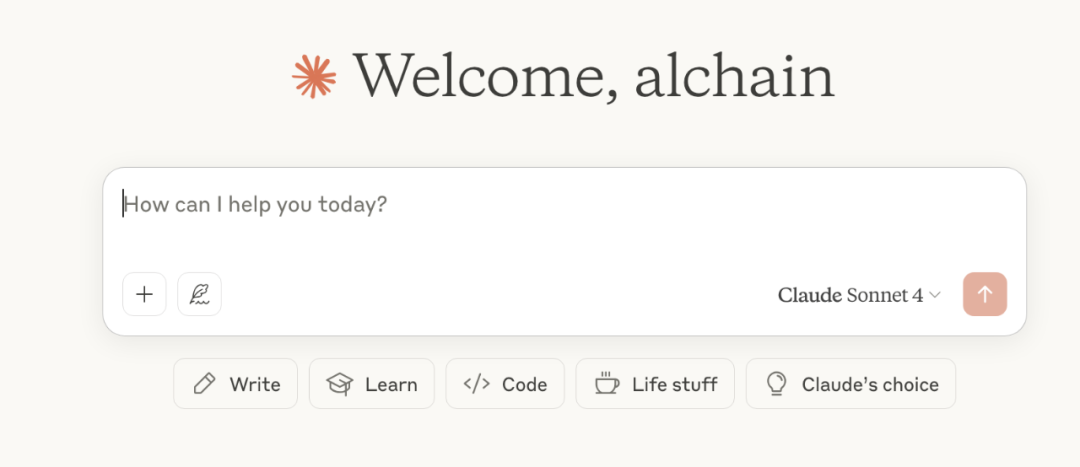 Welcome, alchain
How can I help you today?
Claude Sonnet 4
Write Learn Code Life stuff Claude’s choice